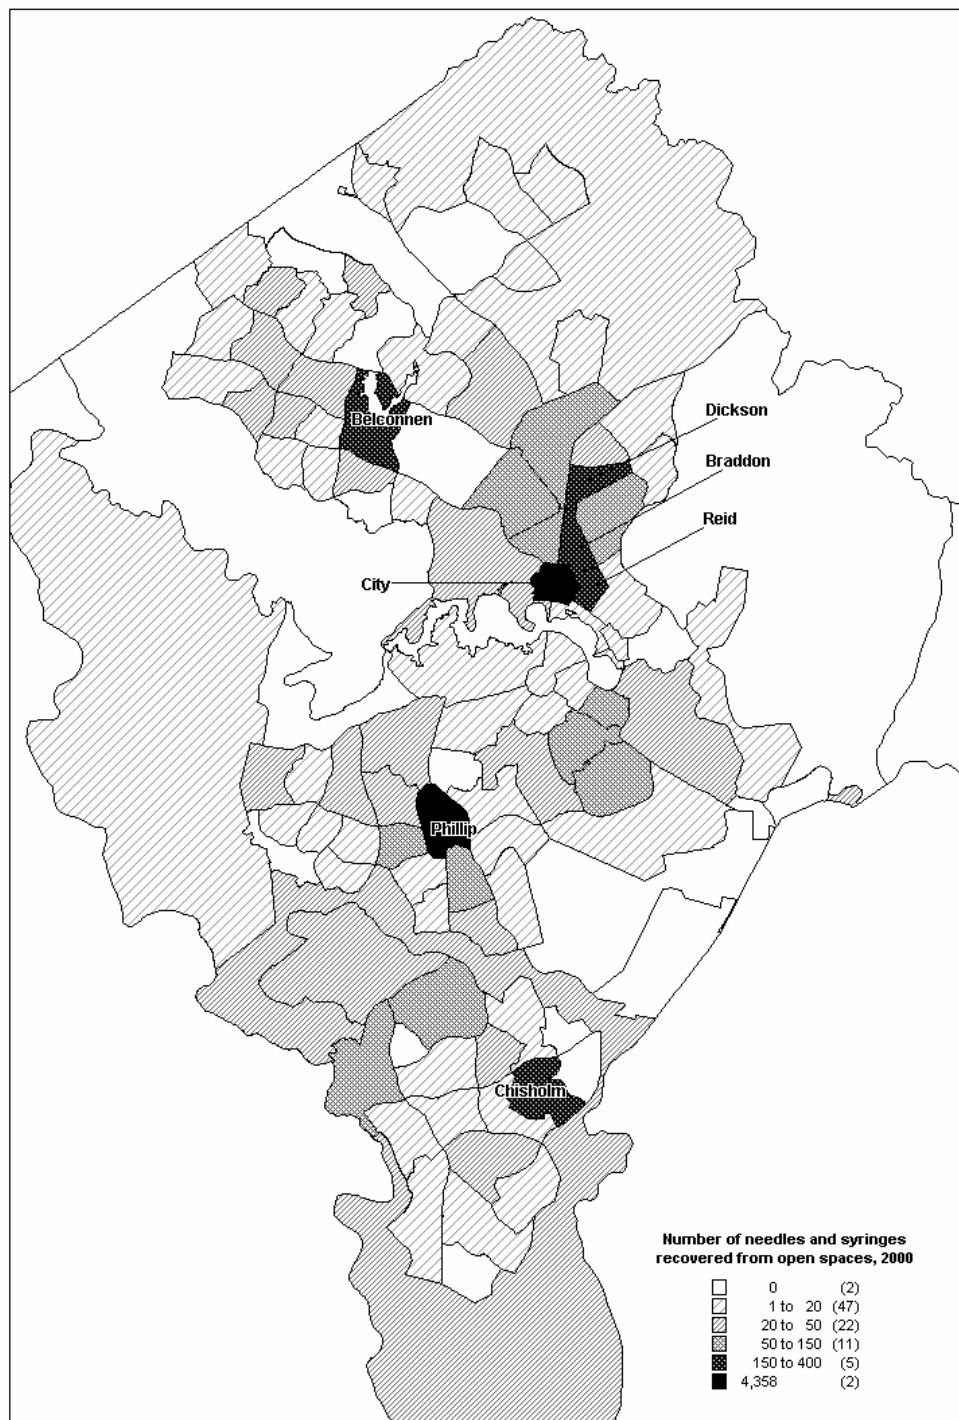 Dickson
Belconnen
Braddon
Reid
City
Phillip
Chisholm
Number of needles and syringes
recovered from open spaces, 2000
0 (2)
1 to 20 (47)
20 to 50 (22)
50 to 150 (11)
150 to 400 (5)
4,358 (2)